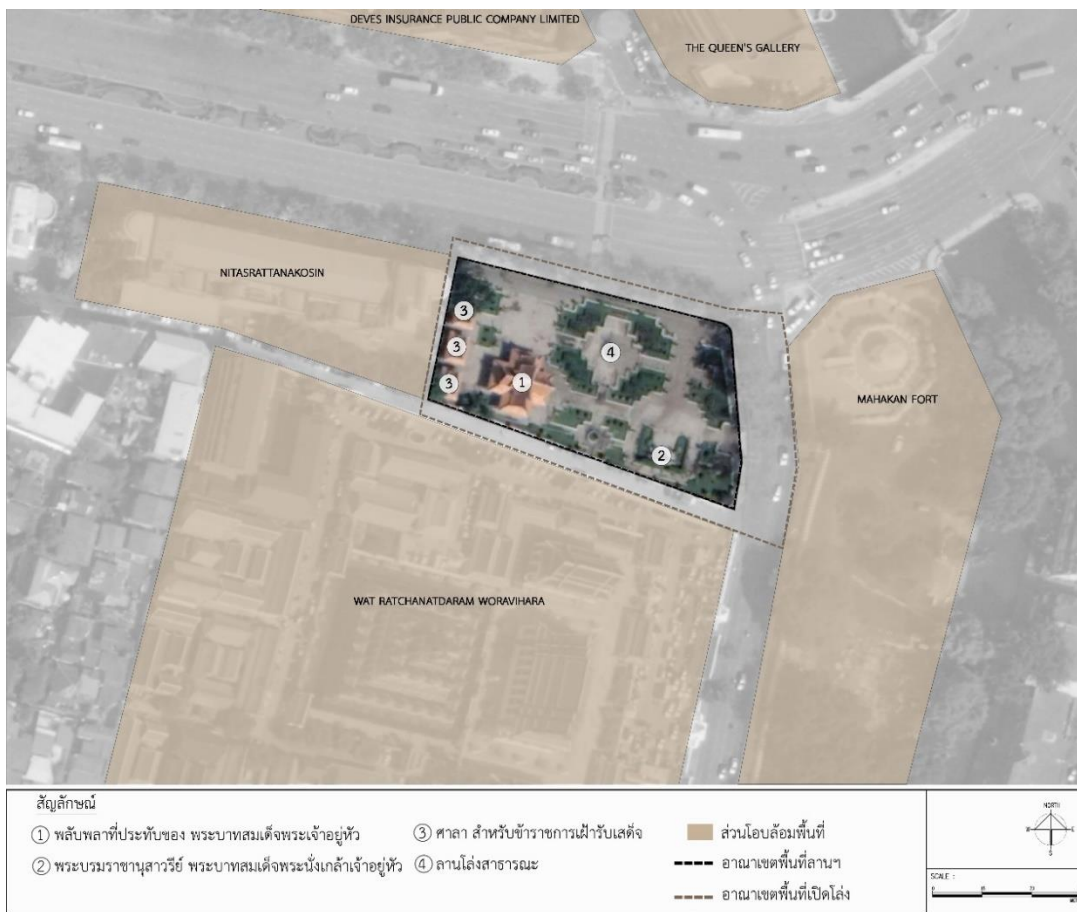 DEVES INSURANCE PUBLIC COMPANY LIMITED
THE QUEEN'S GALLERY
NITASRATTANAKOSIN
3
4
3
1
3
MAHAKAN FORT
2
WAT RATCHANATDARAM WORAVIHARA
สัญลักษณ์
1 พลับพลาที่ประทับของ พระบาทสมเด็จพระเจ้าอยู่หัว
2 พระบรมราชานุสาวรีย์ พระบาทสมเด็จพระนั่งเกล้าเจ้าอยู่หัว
3 ศาลา สำหรับข้าราชการเฝ้ารับเสด็จ
4 ลานโล่งสาธารณะ
ส่วนโอบล้อมพื้นที่
อาณาเขตพื้นที่ลานฯ
อาณาเขตพื้นที่เปิดโล่ง
NORTH
SCALE :
0